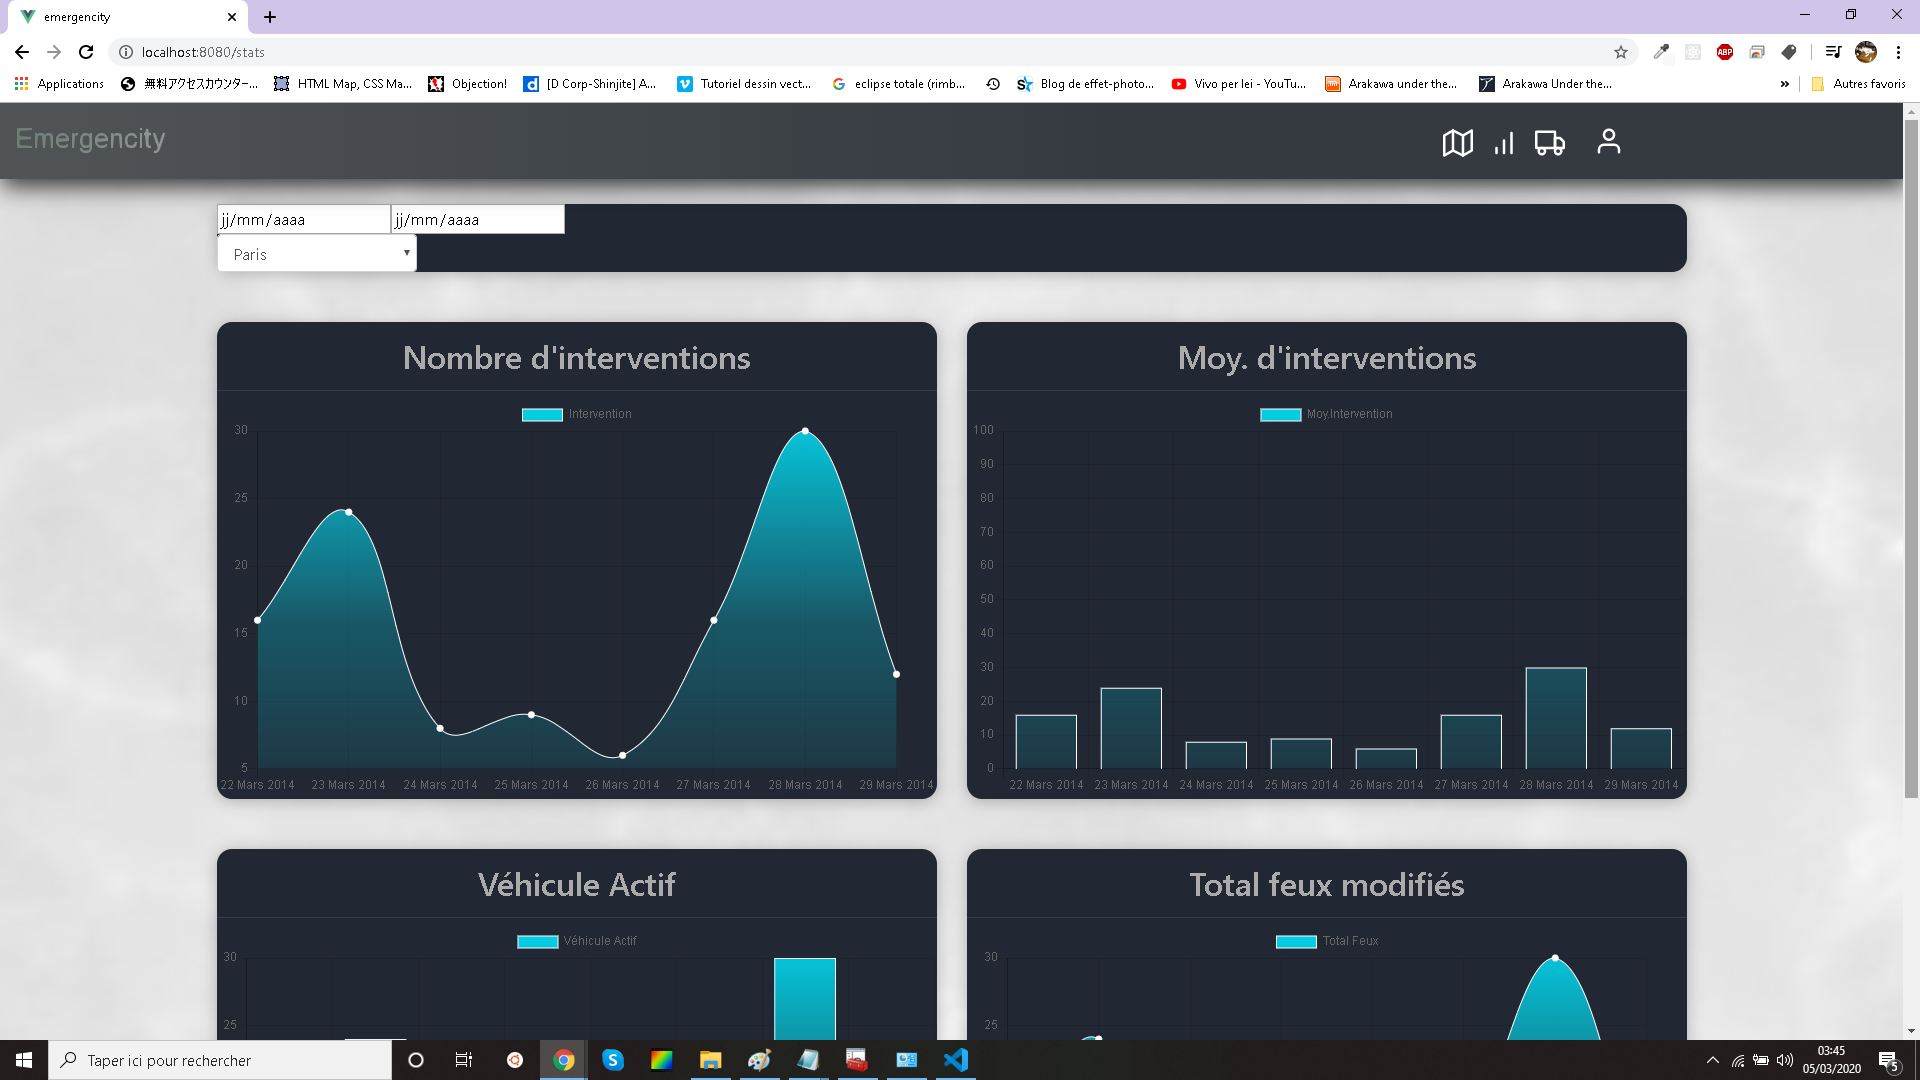 emergencity
localhost:8080/stats
ABP
Applications
無料アクセスカウンター...
HTML Map, CSS Ma...
Objection!
[D Corp-Shinjite] A...
Tutoriel dessin vect...
eclipse totale (rimb...
Blog de effet-photo...
Vivo per lei - YouTu...
Arakawa under the...
Arakawa Under the...
»
Autres favoris
Emergencity
jj/mm/aaaa jj/mm/aaaa
Paris
Nombre d'interventions
Intervention
30
25
20
15
10
5
22 Mars 2014 23 Mars 2014 24 Mars 2014 25 Mars 2014 26 Mars 2014 27 Mars 2014 28 Mars 2014 29 Mars 2014
Moy. d'interventions
Moy.Intervention
100
90
80
70
60
50
40
30
20
10
0
22 Mars 2014 23 Mars 2014 24 Mars 2014 25 Mars 2014 26 Mars 2014 27 Mars 2014 28 Mars 2014 29 Mars 2014
Véhicule Actif
Véhicule Actif
30
25
Total feux modifiés
Total Feux
30
25
Taper ici pour rechercher
03:45
05/03/2020
5